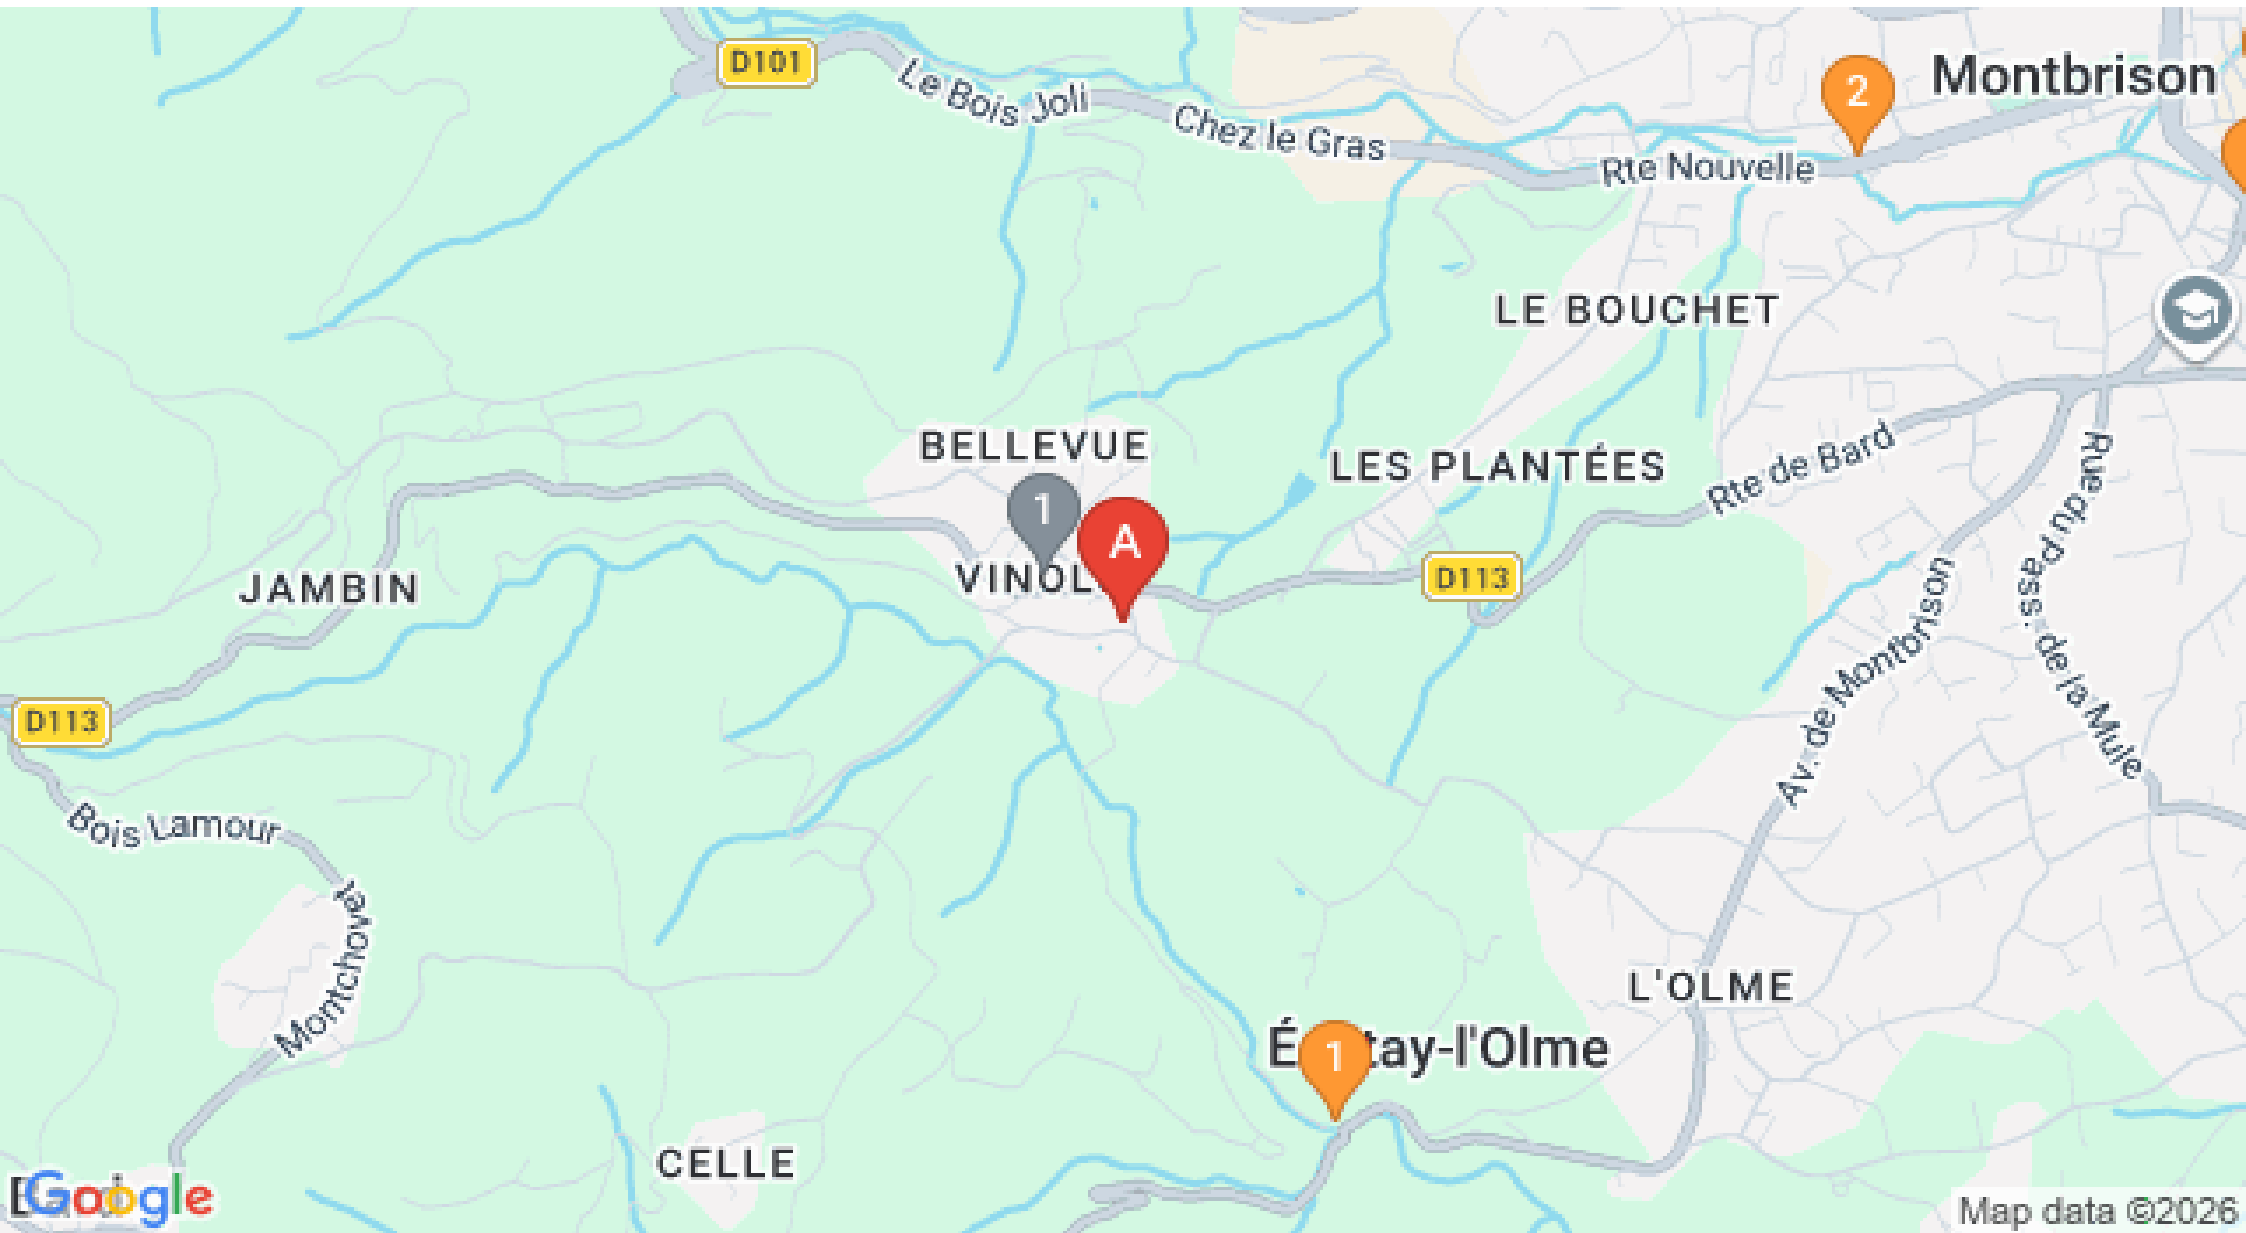 D101
Le Bois Joli
Chez le Gras
Rte Nouvelle
2
Montbrison
LE BOUCHET
BELLEVUE
LES PLANTÉES
Rte de Bard
Rue du pass. de la Mule
1
A
VINOL
D113
JAMBIN
Av. de Montbrison
D113
Bois Lamour
Montchovet
L'OLME
1
tay-l'Olme
CELLE
Google
Map data ©2026